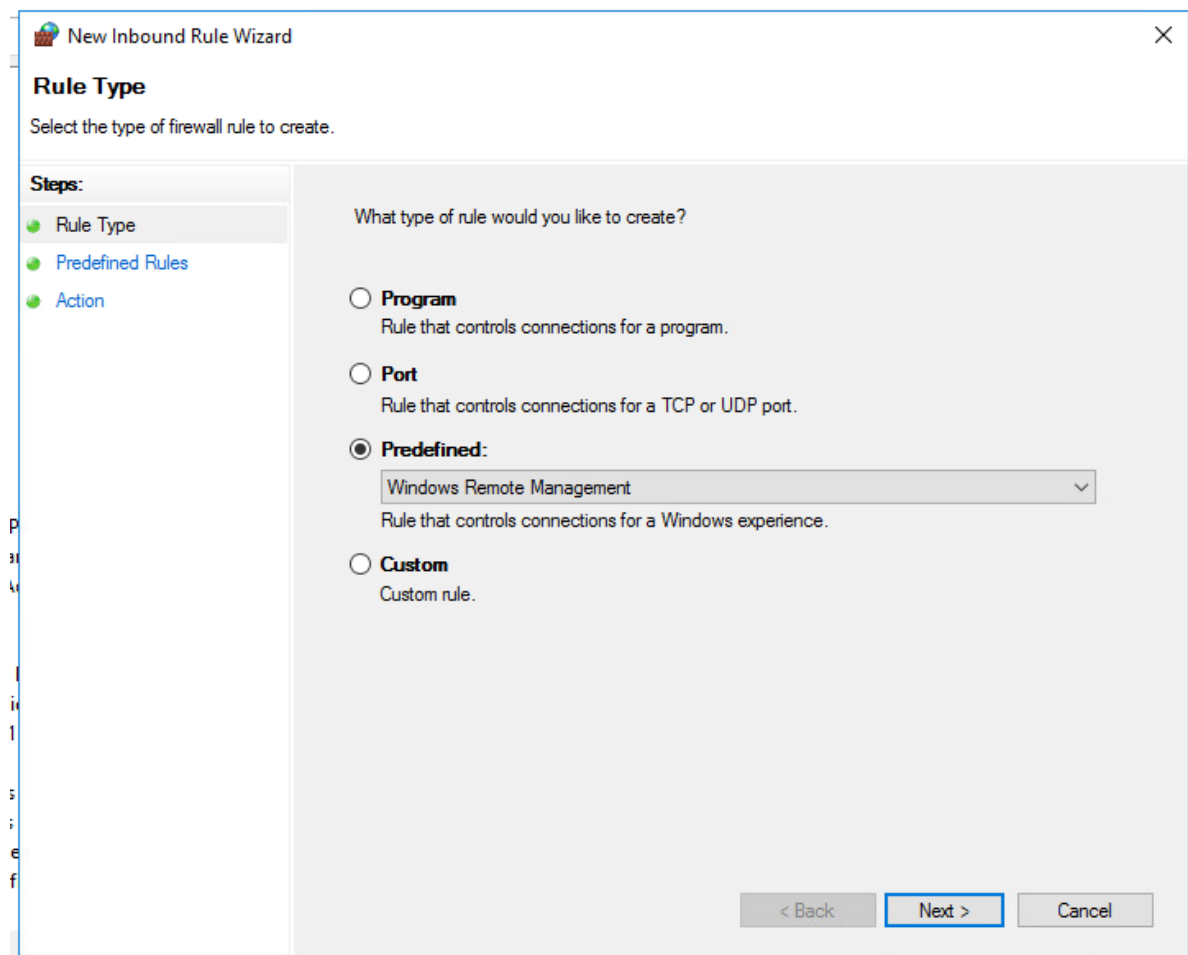 New Inbound Rule Wizard
Rule Type
Select the type of firewall rule to create.
Steps:
Rule Type
Predefined Rules
Action
What type of rule would you like to create?
Program
Rule that controls connections for a program.
Port
Rule that controls connections for a TCP or UDP port.
Predefined:
Windows Remote Management
Rule that controls connections for a Windows experience.
Custom
Custom rule.
< Back
Next >
Cancel